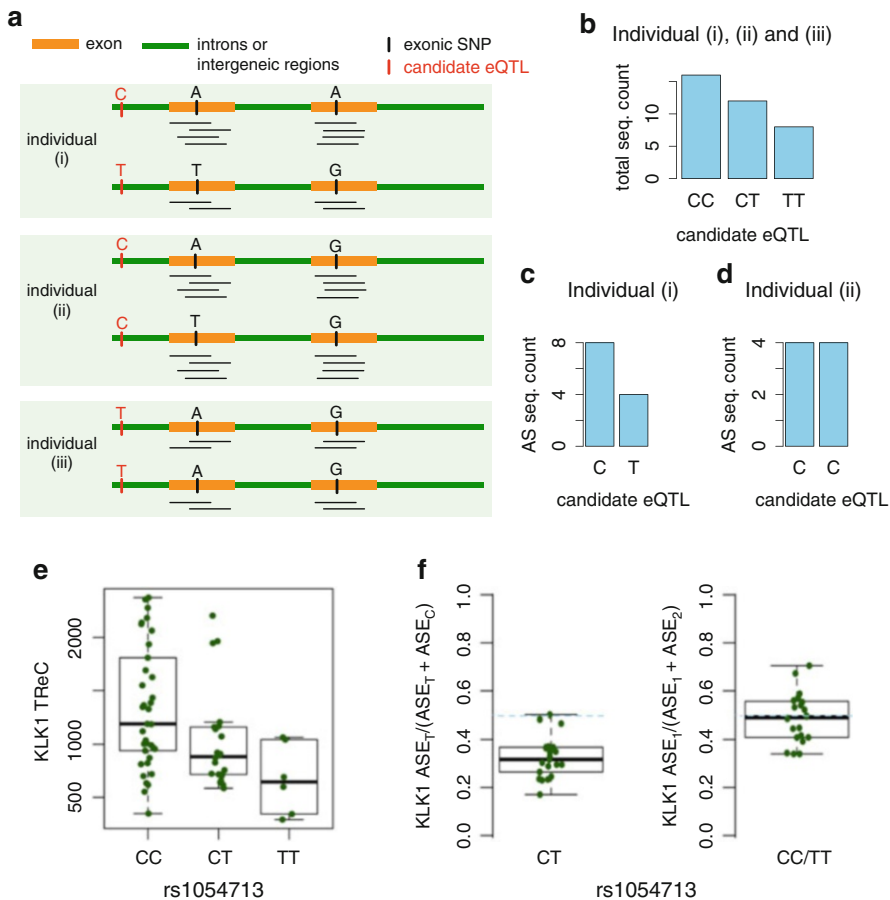 a
exon
introns or
intergeneic regions
exonic SNP
candidate eQTL
individual
(i)
C
A
A
T
T
G
individual
(ii)
C
A
G
C
T
G
individual
(iii)
T
A
G
T
A
G
b
Individual (i), (ii) and (iii)
total seq. count
10
5
0
CC CT TT
candidate eQTL
c
Individual (i)
AS seq. count
8
4
0
C T
candidate eQTL
d
Individual (ii)
AS seq. count
4
2
0
C C
candidate eQTL
e
KLK1 TReC
2000
1000
500
CC CT TT
rs1054713
f
KLK1 ASE_T/(ASE_T + ASE_C)
1.0
0.8
0.6
0.4
0.2
0.0
CT
KLK1 ASE_1/(ASE_1 + ASE_2)
1.0
0.8
0.6
0.4
0.2
0.0
CC/TT
rs1054713